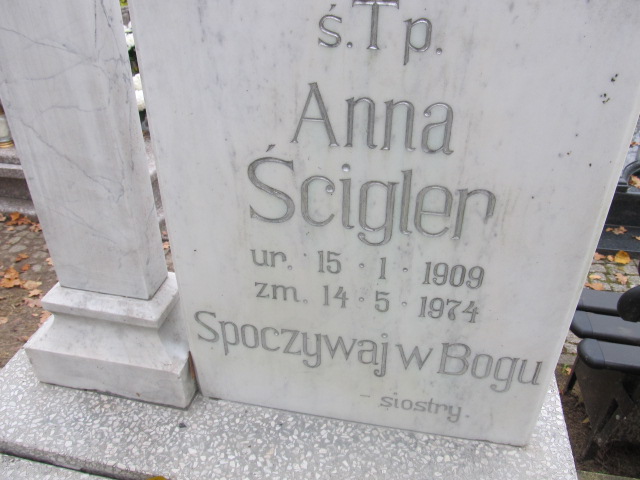 ś.†p.
Anna
Ścigler
ur. 15·1·1909
zm. 14·5·1974
Spoczywaj w Bogu
- siostry.